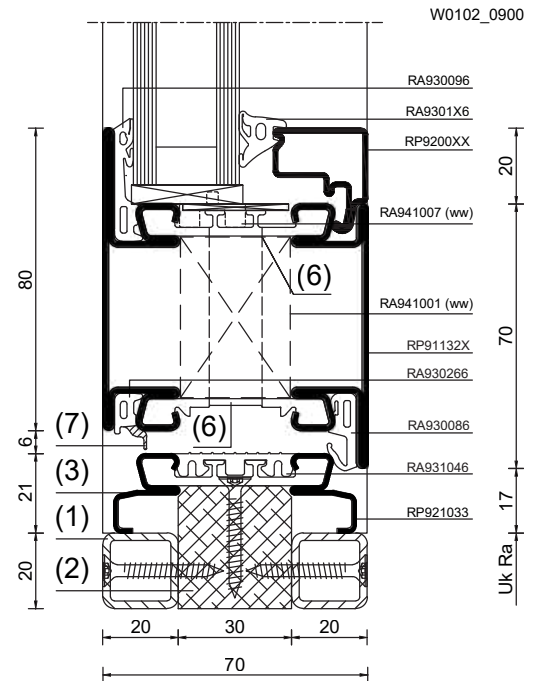 W0102_0900
RA930096
RA9301X6
RP9200XX
20
RA941007 (ww)
(6)
80
RA941001 (ww)
70
RP91132X
RA930266
(7)
(6)
RA930086
6
(3)
RA931046
21
(1)
RP921033
17
(2)
20
Uk Ra
20
30
20
70